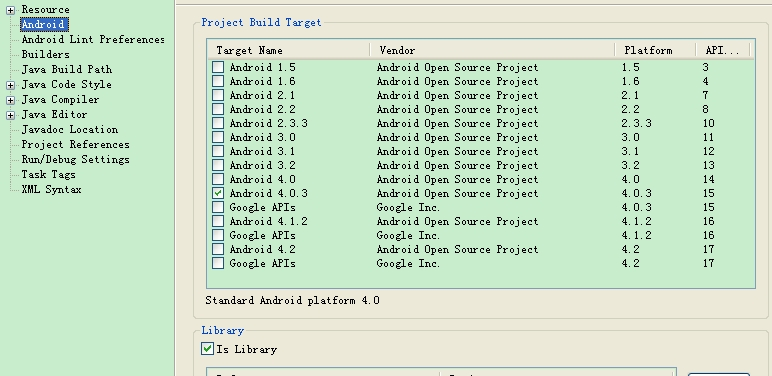 Resource
Android
Android Lint Preferences
Builders
Java Build Path
Java Code Style
Java Compiler
Java Editor
Javadoc Location
Project References
Run/Debug Settings
Task Tags
XML Syntax
Project Build Target
Target Name Vendor Platform API...
Android 1.5 Android Open Source Project 1.5 3
Android 1.6 Android Open Source Project 1.6 4
Android 2.1 Android Open Source Project 2.1 7
Android 2.2 Android Open Source Project 2.2 8
Android 2.3.3 Android Open Source Project 2.3.3 10
Android 3.0 Android Open Source Project 3.0 11
Android 3.1 Android Open Source Project 3.1 12
Android 3.2 Android Open Source Project 3.2 13
Android 4.0 Android Open Source Project 4.0 14
Android 4.0.3 Android Open Source Project 4.0.3 15
Google APIs Google Inc. 4.0.3 15
Android 4.1.2 Android Open Source Project 4.1.2 16
Google APIs Google Inc. 4.1.2 16
Android 4.2 Android Open Source Project 4.2 17
Google APIs Google Inc. 4.2 17
Standard Android platform 4.0
Library
Is Library